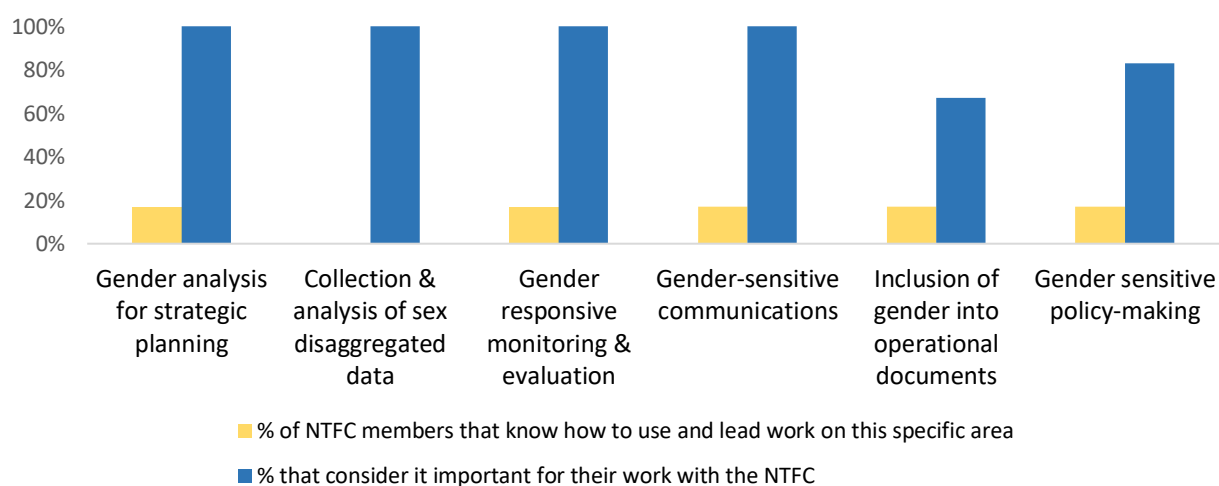 100%
80%
60%
40%
20%
0%
Gender analysis
for strategic
planning
Collection &
analysis of sex
disaggregated
data
Gender
responsive
monitoring &
evaluation
Gender-sensitive
communications
Inclusion of
gender into
operational
documents
Gender sensitive
policy-making
% of NTFC members that know how to use and lead work on this specific area
% that consider it important for their work with the NTFC